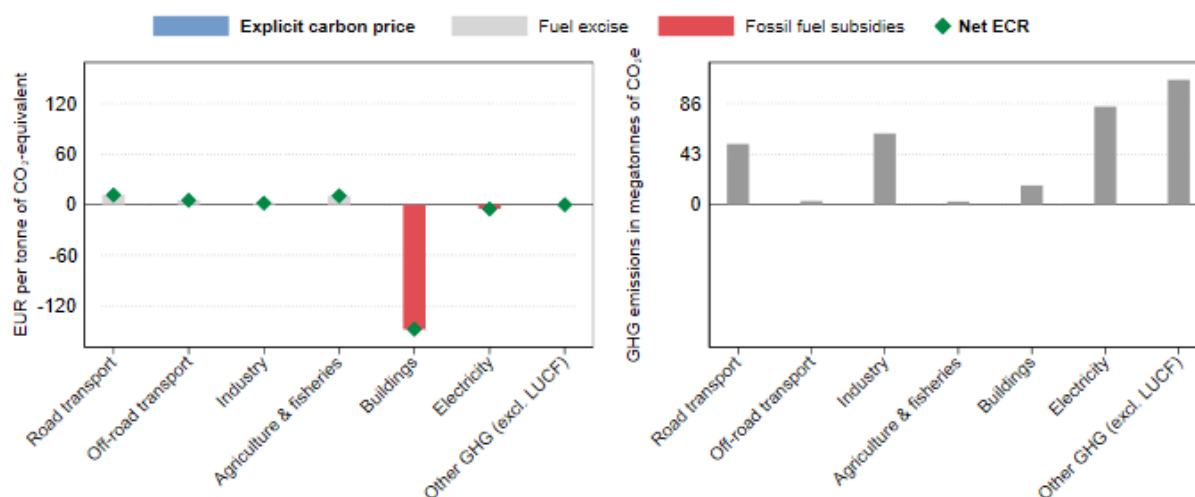 Explicit carbon price
Fuel excise
Fossil fuel subsidies
Net ECR
EUR per tonne of CO₂-equivalent
120
60
0
-60
-120
Road transport
Off-road transport
Industry
Agriculture & fisheries
Buildings
Electricity
Other GHG (excl. LUCF)
GHG emissions in megatonnes of CO₂e
86
43
0
Road transport
Off-road transport
Industry
Agriculture & fisheries
Buildings
Electricity
Other GHG (excl. LUCF)